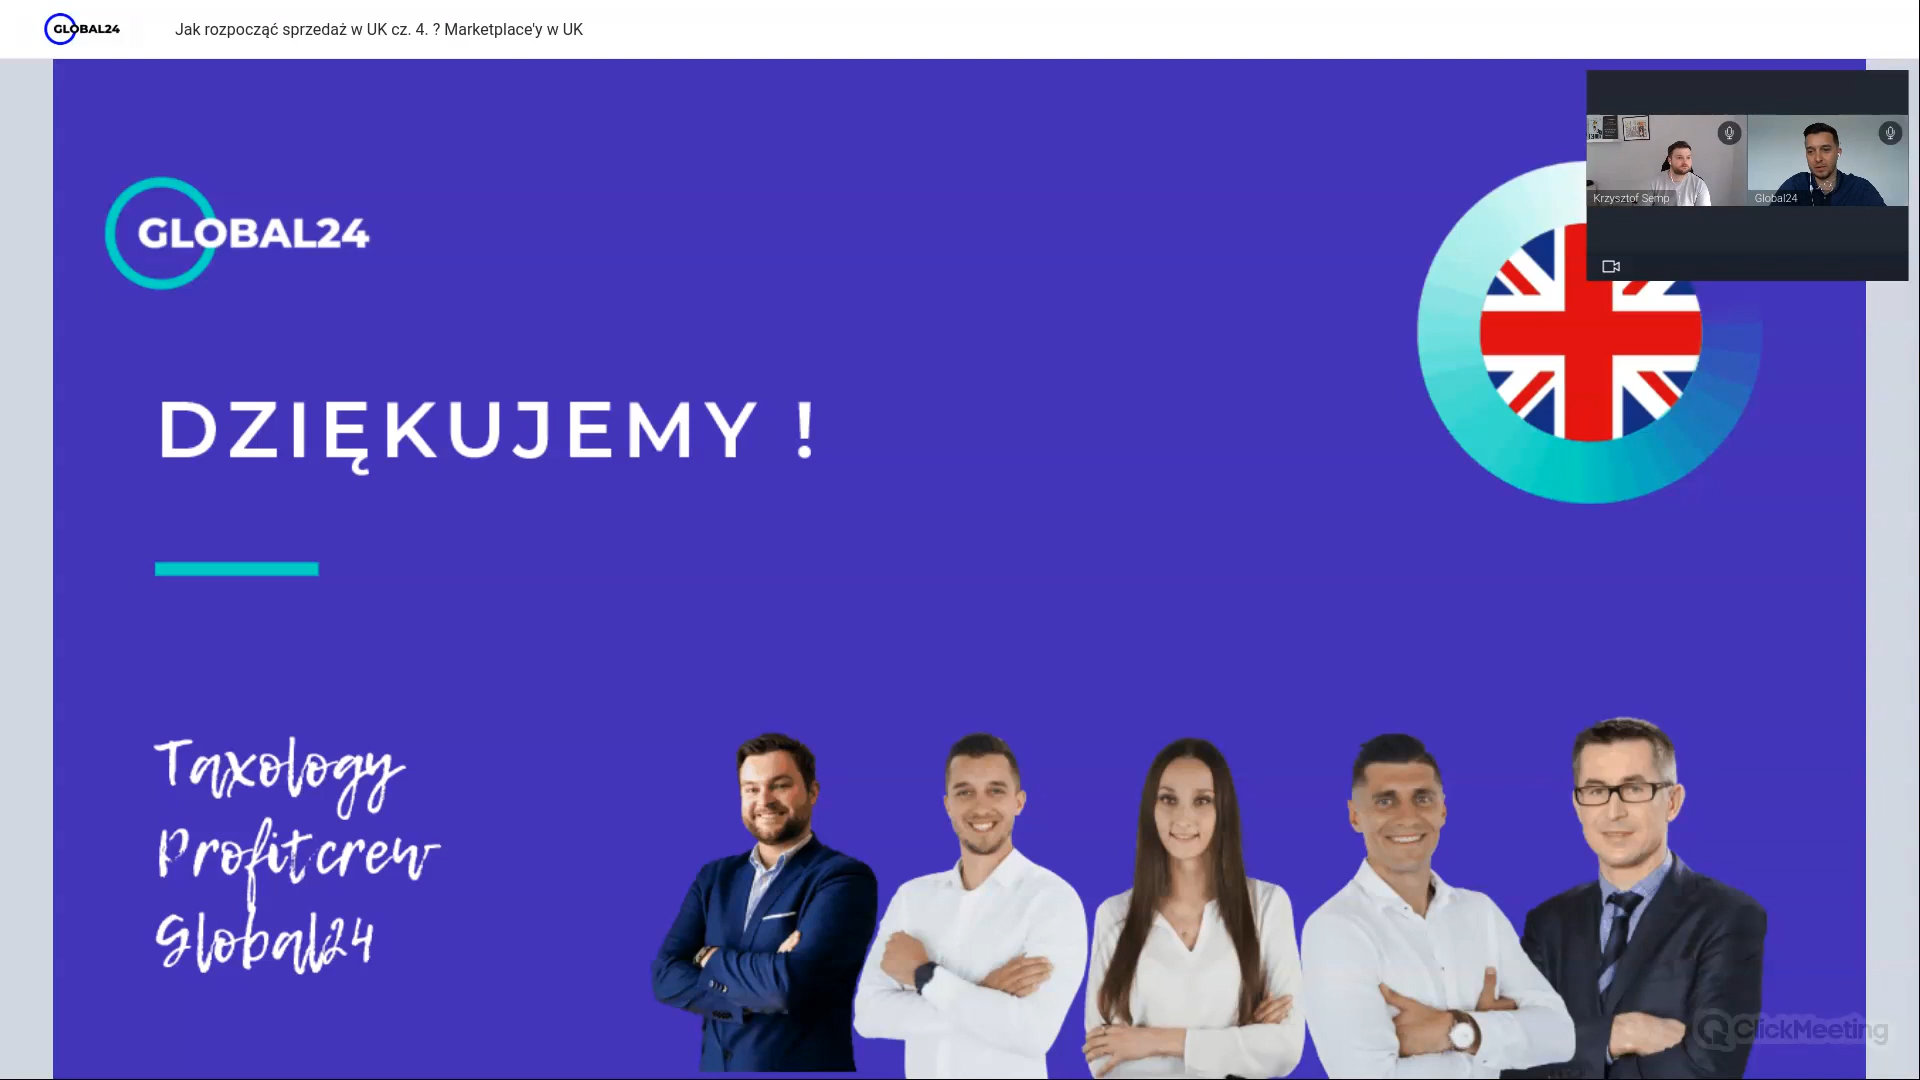 GLOBAL24
Jak rozpocząć sprzedaż w UK cz. 4. ? Marketplace'y w UK
Krzysztof Semp
Global24
GLOBAL24
DZIĘKUJEMY !
Taxology
Profitcrew
Global24
ClickMeeting